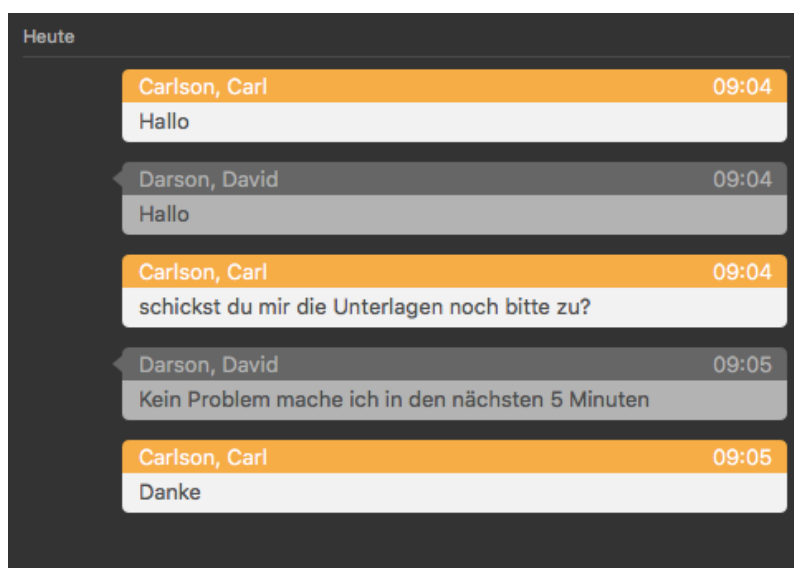 Heute
Carlson, Carl 09:04
Hallo
Darson, David 09:04
Hallo
Carlson, Carl 09:04
schickst du mir die Unterlagen noch bitte zu?
Darson, David 09:05
Kein Problem mache ich in den nächsten 5 Minuten
Carlson, Carl 09:05
Danke